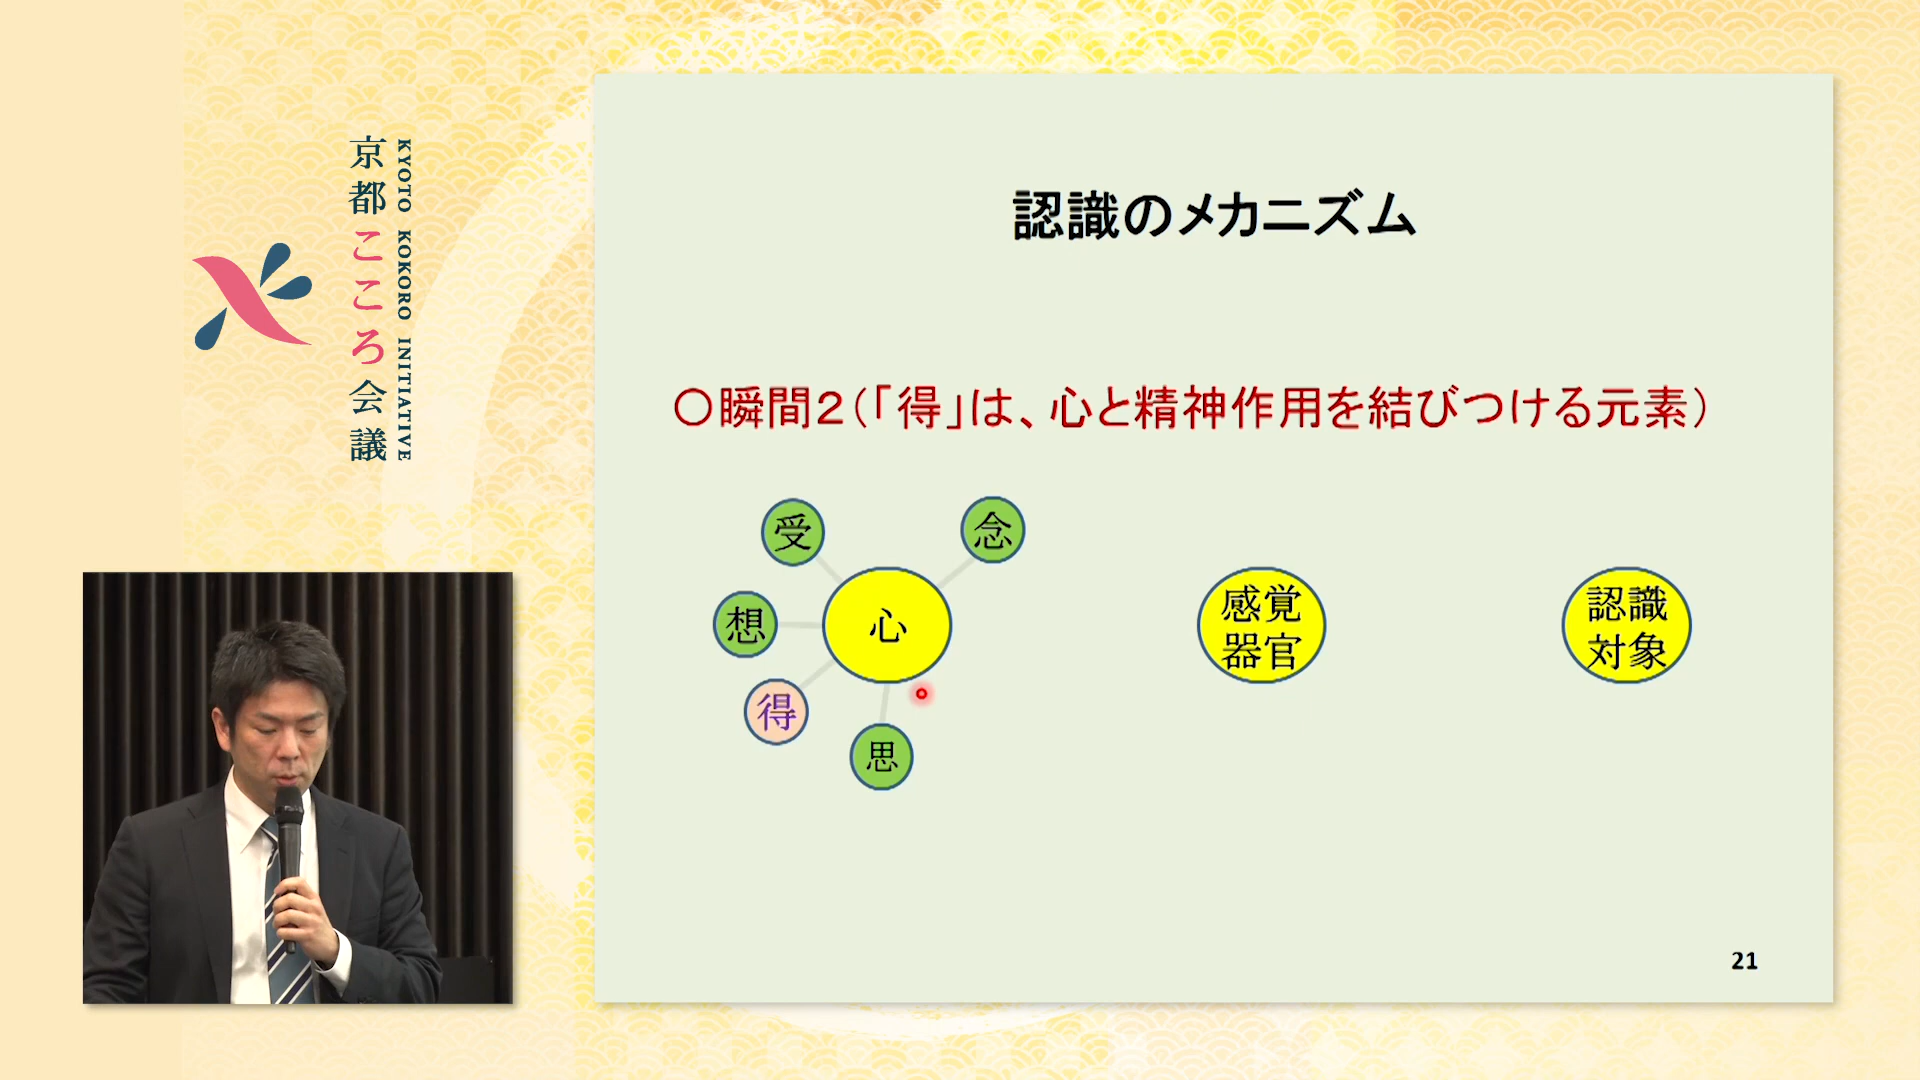 京都こころ会議
KYOTO KOKORO INITIATIVE
認識のメカニズム
〇瞬間２（「得」は、心と精神作用を結びつける元素）
受
念
想
心
得
思
感覚
器官
認識
対象
21